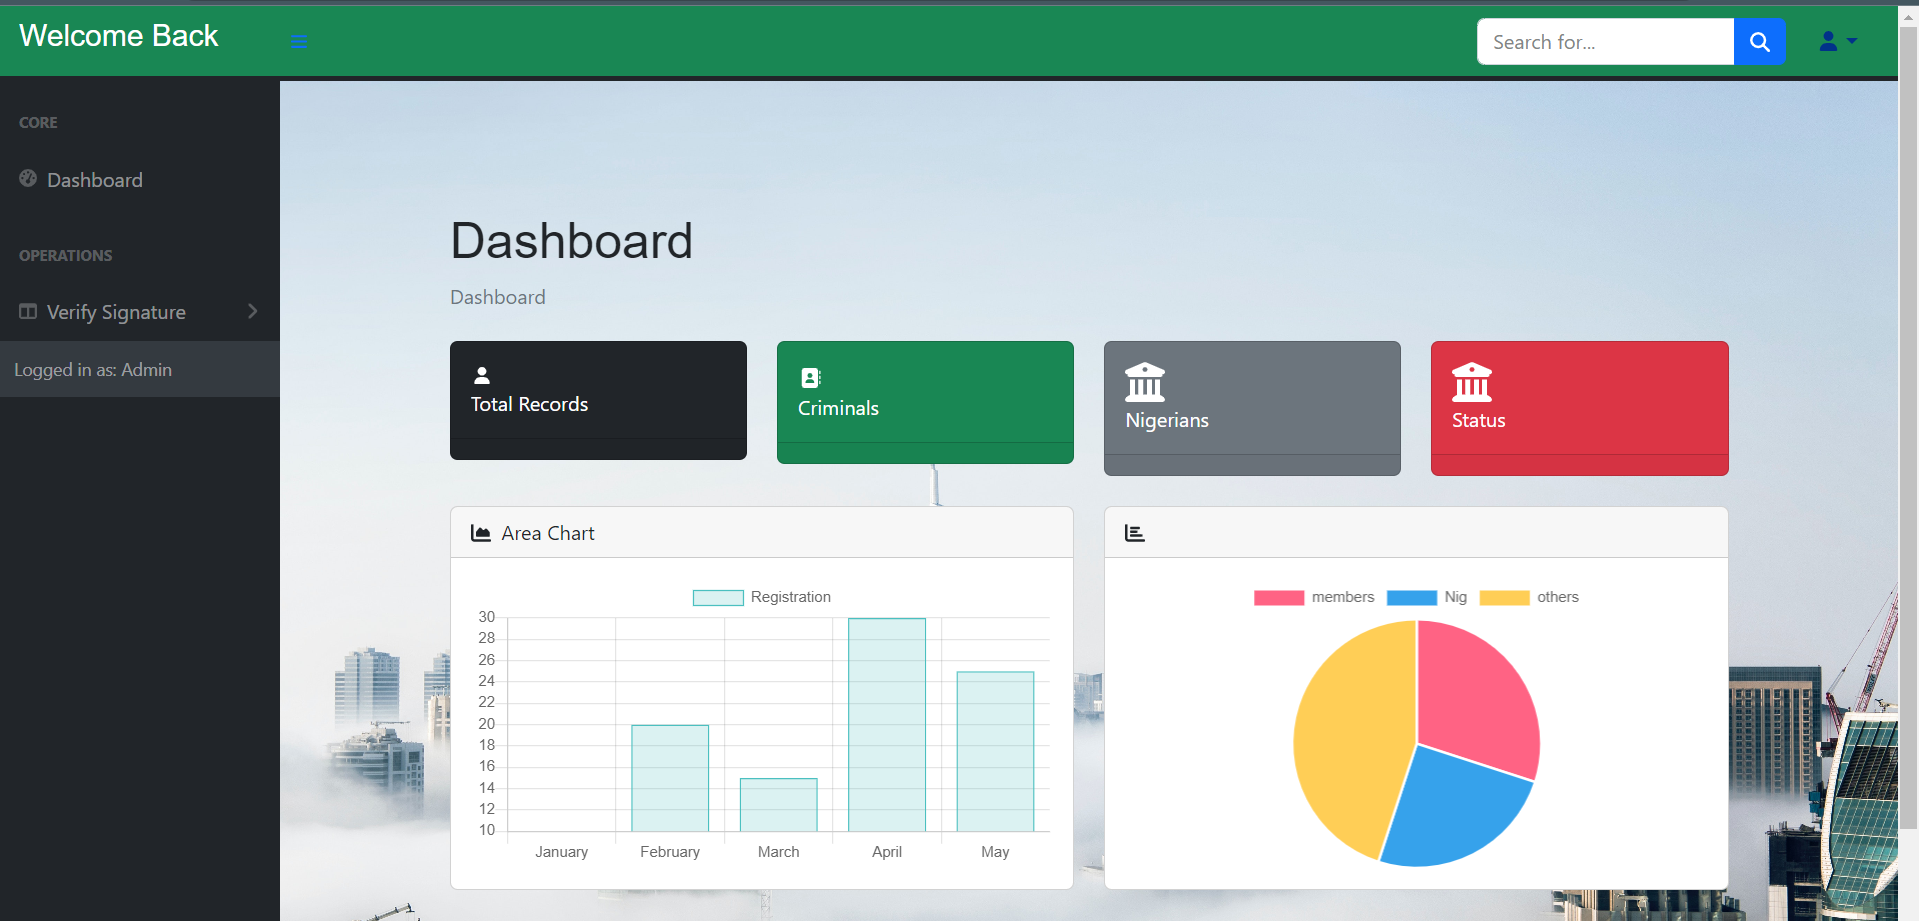 Welcome Back
Search for...
CORE
Dashboard
OPERATIONS
Verify Signature
Logged in as: Admin
Dashboard
Dashboard
Total Records
Criminals
Nigerians
Status
Area Chart
Registration
30
28
26
24
22
20
18
16
14
12
10
January February March April May
members Nig others